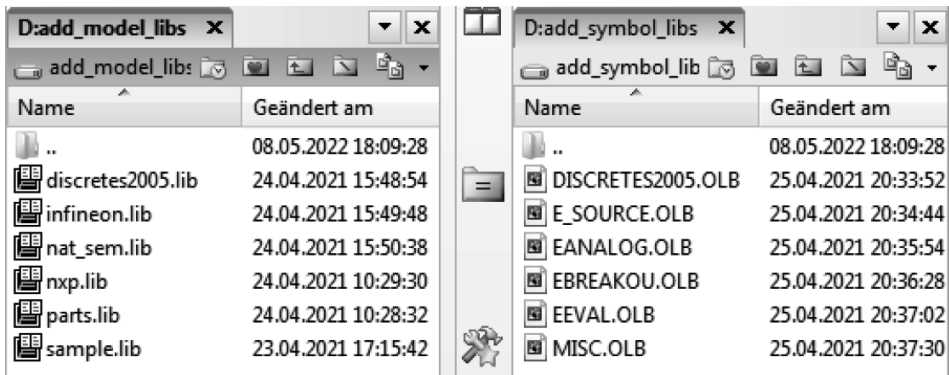 D:add_model_libs
add_model_libs
Name Geändert am
.. 08.05.2022 18:09:28
discretes2005.lib 24.04.2021 15:48:54
infineon.lib 24.04.2021 15:49:48
nat_sem.lib 24.04.2021 15:50:38
nxp.lib 24.04.2021 10:29:30
parts.lib 24.04.2021 10:28:32
sample.lib 23.04.2021 17:15:42
D:add_symbol_libs
add_symbol_lib
Name Geändert am
.. 08.05.2022 18:09:28
DISCRETES2005.OLB 25.04.2021 20:33:52
E_SOURCE.OLB 25.04.2021 20:34:44
EANALOG.OLB 25.04.2021 20:35:54
EBREAKOU.OLB 25.04.2021 20:36:28
EEVAL.OLB 25.04.2021 20:37:02
MISC.OLB 25.04.2021 20:37:30